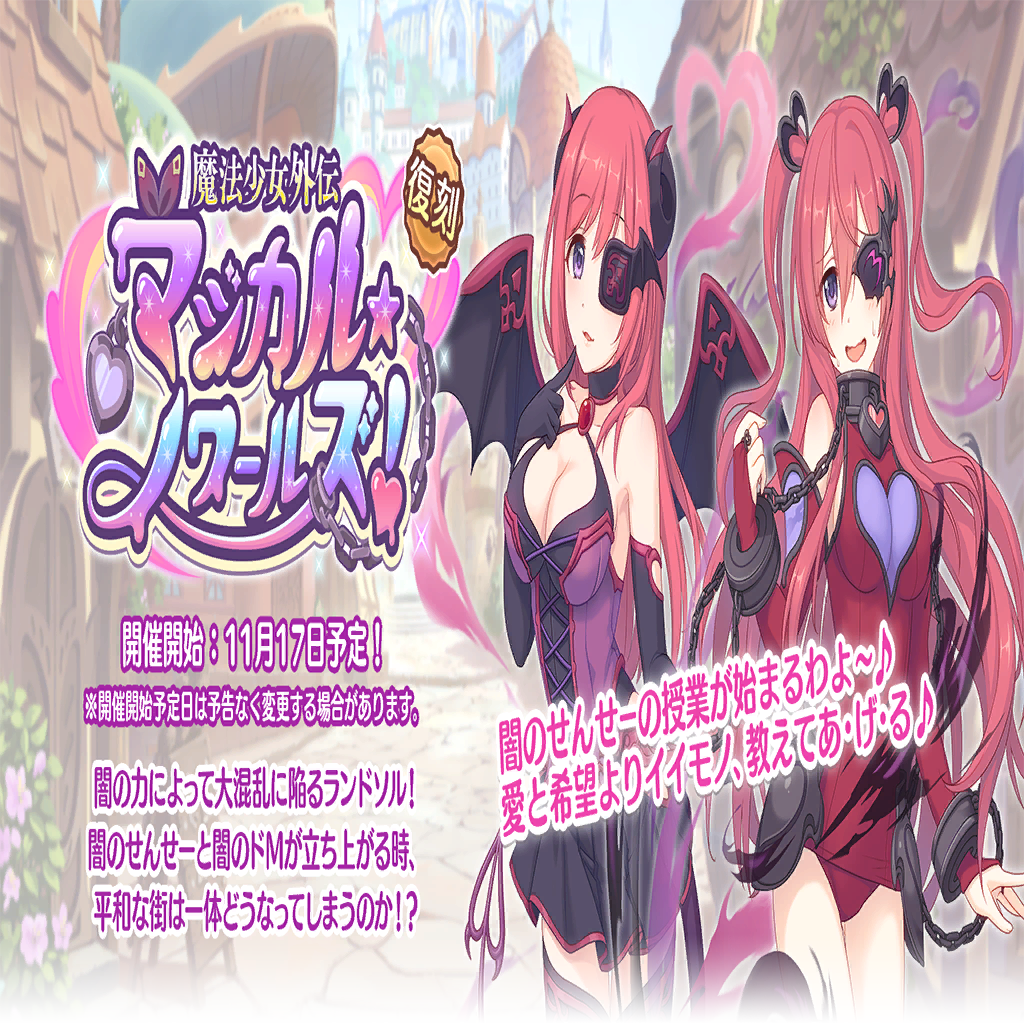 魔法少女外伝
復刻
マジカル★
ノワールズ!
開催開始：11月17日予定！
※開催開始予定日は予告なく変更する場合があります。
闇の力によって大混乱に陥るランドソル！
闇のせんせーと闇のドMが立ち上がる時、
平和な街は一体どうなってしまうのか！？
闇のせんせーの授業が始まるわよ～♪
愛と希望よりイイモノ、教えてあ・げ・る♪